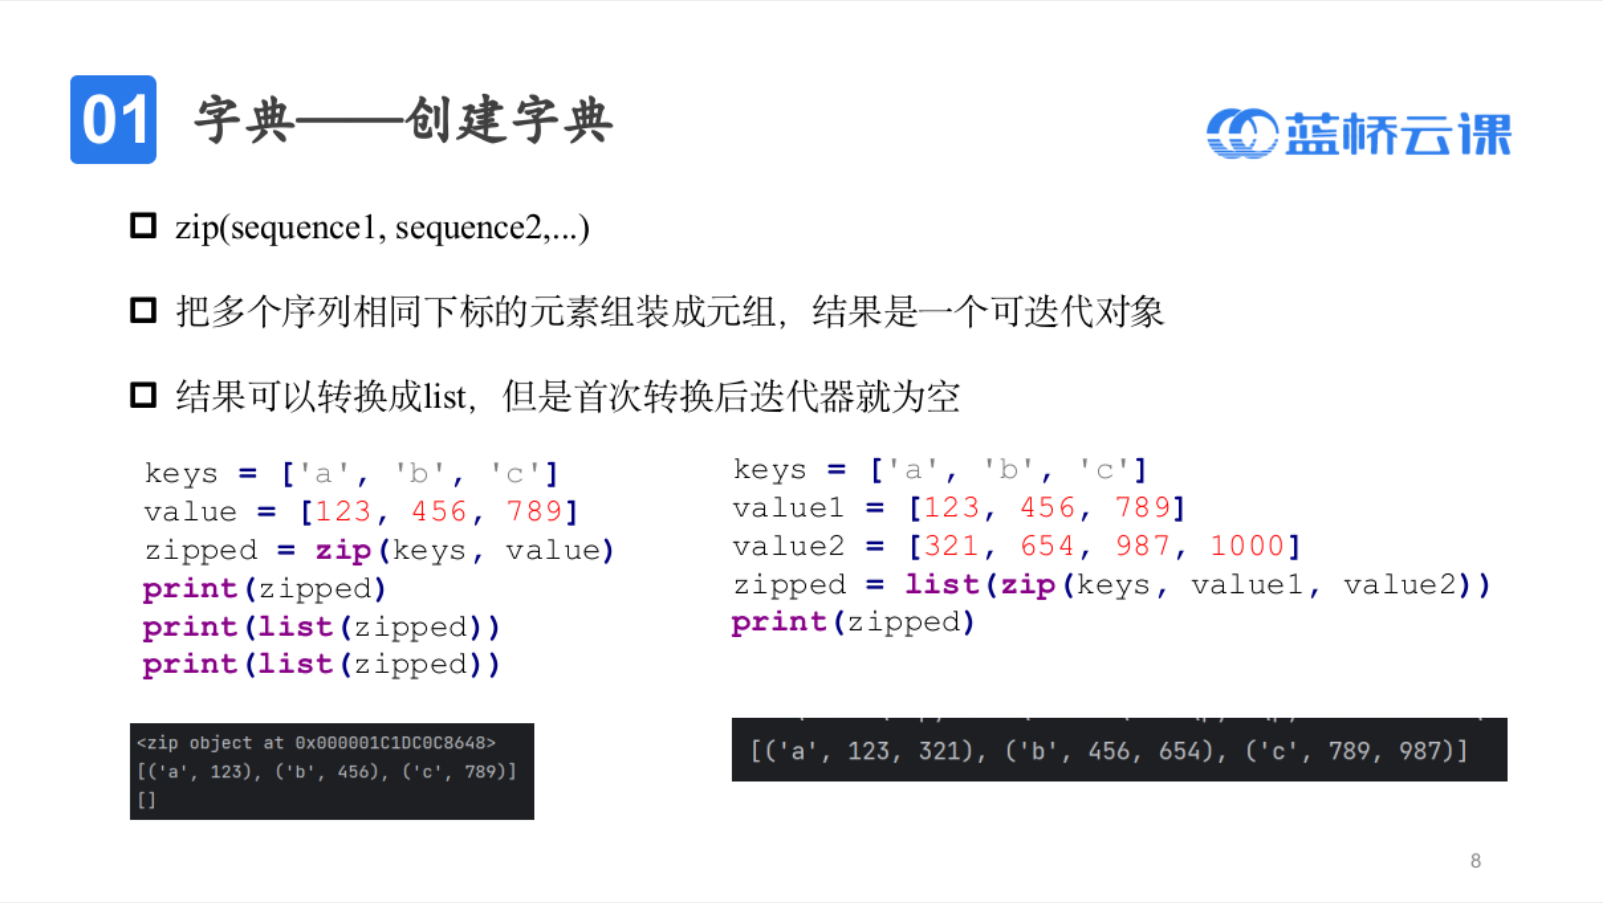 01 字典——创建字典
蓝桥云课
zip(sequence1, sequence2,...)
把多个序列相同下标的元素组装成元组，结果是一个可迭代对象
结果可以转换成list，但是首次转换后迭代器就为空
keys = ['a', 'b', 'c']
value = [123, 456, 789]
zipped = zip(keys, value)
print(zipped)
print(list(zipped))
print(list(zipped))
<zip object at 0x000001C1DC0C8648>
[('a', 123), ('b', 456), ('c', 789)]
[]
keys = ['a', 'b', 'c']
value1 = [123, 456, 789]
value2 = [321, 654, 987, 1000]
zipped = list(zip(keys, value1, value2))
print(zipped)
[('a', 123, 321), ('b', 456, 654), ('c', 789, 987)]
8